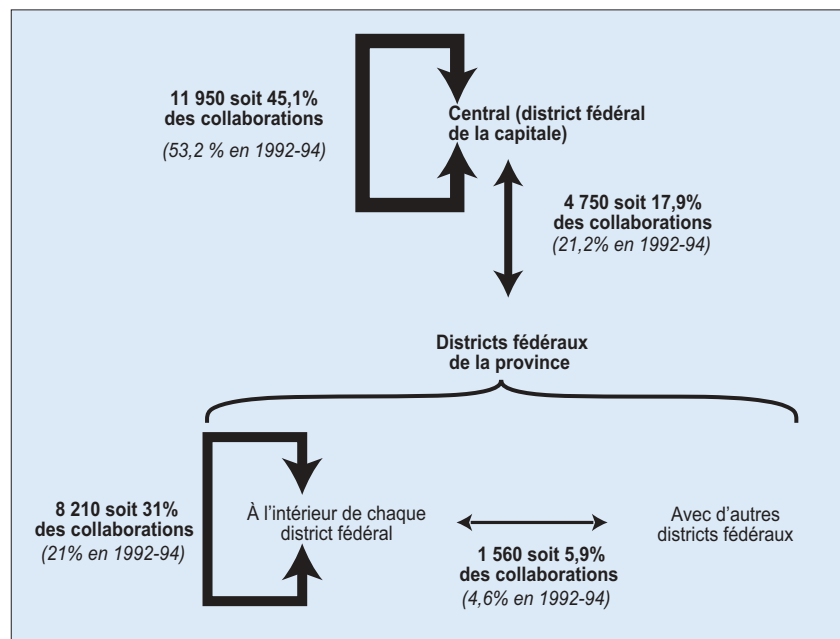 11 950 soit 45,1%
des collaborations
(53,2 % en 1992-94)
Central (district fédéral
de la capitale)
4 750 soit 17,9%
des collaborations
(21,2% en 1992-94)
Districts fédéraux
de la province
8 210 soit 31%
des collaborations
(21% en 1992-94)
À l'intérieur de chaque
district fédéral
Avec d'autres
districts fédéraux
1 560 soit 5,9%
des collaborations
(4,6% en 1992-94)